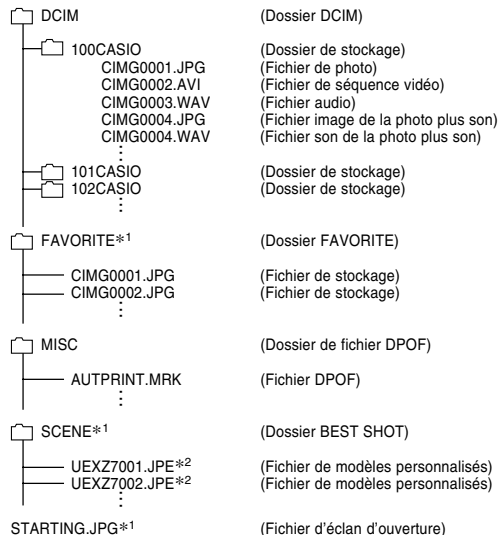 DCIM (Dossier DCIM)
100CASIO (Dossier de stockage)
CIMG0001.JPG (Fichier de photo)
CIMG0002.AVI (Fichier de séquence vidéo)
CIMG0003.WAV (Fichier audio)
CIMG0004.JPG (Fichier image de la photo plus son)
CIMG0004.WAV (Fichier son de la photo plus son)
101CASIO (Dossier de stockage)
102CASIO (Dossier de stockage)
FAVORITE*1 (Dossier FAVORITE)
CIMG0001.JPG (Fichier de stockage)
CIMG0002.JPG (Fichier de stockage)
MISC (Dossier de fichier DPOF)
AUTPRINT.MRK (Fichier DPOF)
SCENE*1 (Dossier BEST SHOT)
UEXZ7001.JPE*2 (Fichier de modèles personnalisés)
UEXZ7002.JPE*2 (Fichier de modèles personnalisés)
STARTING.JPG*1 (Fichier d'éclan d'ouverture)